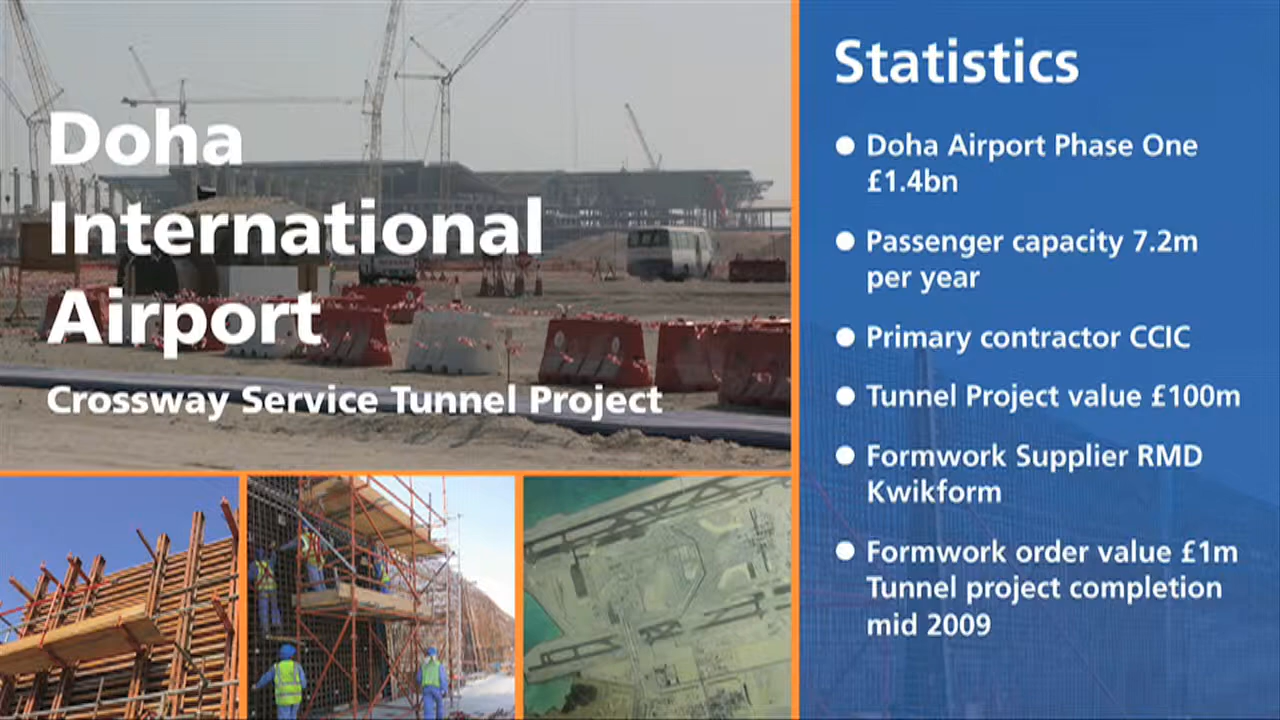 Doha
International
Airport
Crossway Service Tunnel Project
Statistics
● Doha Airport Phase One
£1.4bn
● Passenger capacity 7.2m
per year
● Primary contractor CCIC
● Tunnel Project value £100m
● Formwork Supplier RMD
Kwikform
● Formwork order value £1m
Tunnel project completion
mid 2009